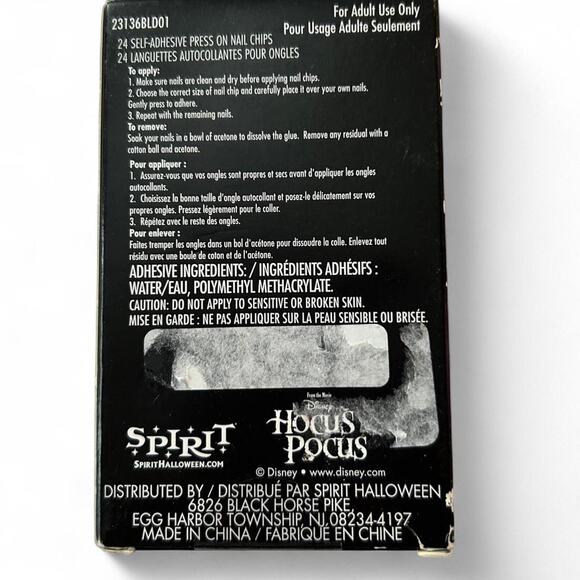 23136BLD01
For Adult Use Only
Pour Usage Adulte Seulement
24 SELF-ADHESIVE PRESS ON NAIL CHIPS
24 LANGUETTES AUTOCOLLANTES POUR ONGLES
To apply:
1. Make sure nails are clean and dry before applying nail chips.
2. Choose the correct size of nail chip and carefully place it over your own nails.
Gently press to adhere.
3. Repeat with the remaining nails.
To remove:
Soak your nails in a bowl of acetone to dissolve the glue. Remove any residual with a
cotton ball and acetone.
Pour appliquer :
1. Assurez-vous que vos ongles sont propres et secs avant d'appliquer les ongles
autocollants.
2. Choisissez la bonne taille d'ongle autocollant et posez-le délicatement sur vos
propres ongles. Pressez légèrement pour le coller.
3. Répétez avec le reste des ongles.
Pour enlever :
Faites tremper les ongles dans un bol d'acétone pour dissoudre la colle. Enlevez tout
résidu avec une boule de coton et de l'acétone.
ADHESIVE INGREDIENTS: / INGRÉDIENTS ADHÉSIFS :
WATER/EAU, POLYMETHYL METHACRYLATE.
CAUTION: DO NOT APPLY TO SENSITIVE OR BROKEN SKIN.
MISE EN GARDE : NE PAS APPLIQUER SUR LA PEAU SENSIBLE OU BRISÉE.
From the Movie
Disney
HOCUS
POCUS
SPIRIT
SPIRITHALLOWEEN.COM
© Disney • www.disney.com
DISTRIBUTED BY / DISTRIBUÉ PAR SPIRIT HALLOWEEN
6826 BLACK HORSE PIKE,
EGG HARBOR TOWNSHIP, NJ 08234-4197
MADE IN CHINA / FABRIQUÉ EN CHINE